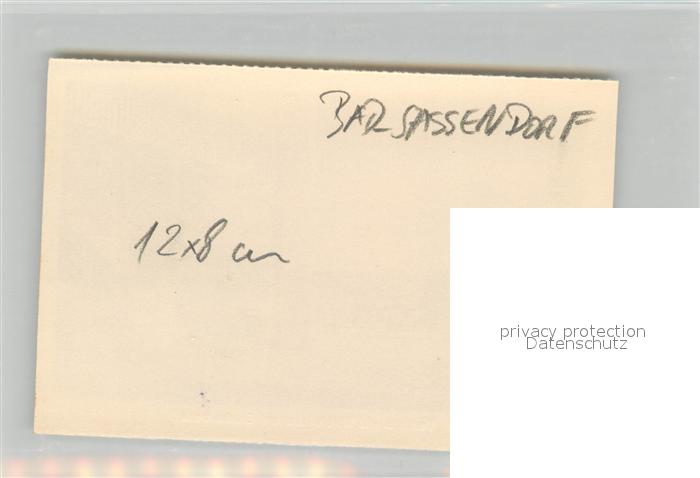 BAD SASSENDORF
12x8 cm
privacy protection
Datenschutz